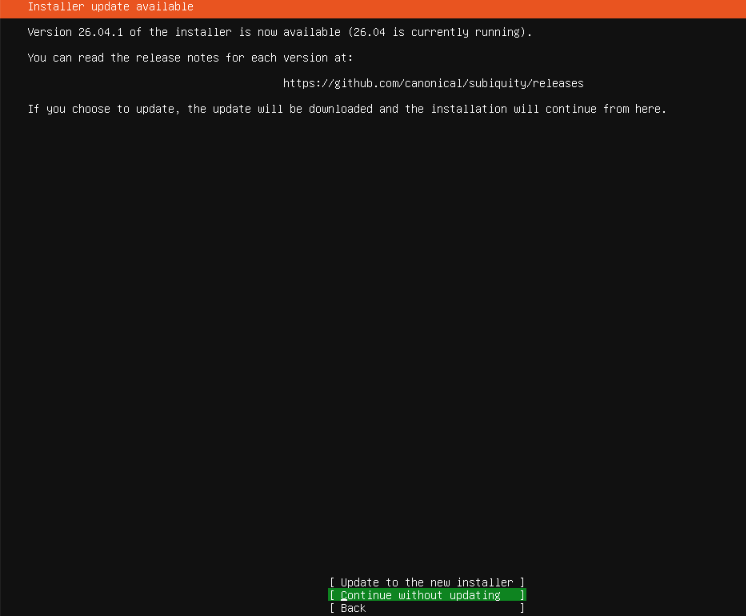 Installer update available
Version 26.04.1 of the installer is now available (26.04 is currently running).
You can read the release notes for each version at:
https://github.com/canonical/subiquity/releases
If you choose to update, the update will be downloaded and the installation will continue from here.
[ Update to the new installer ]
[ Continue without updating ]
[ Back ]